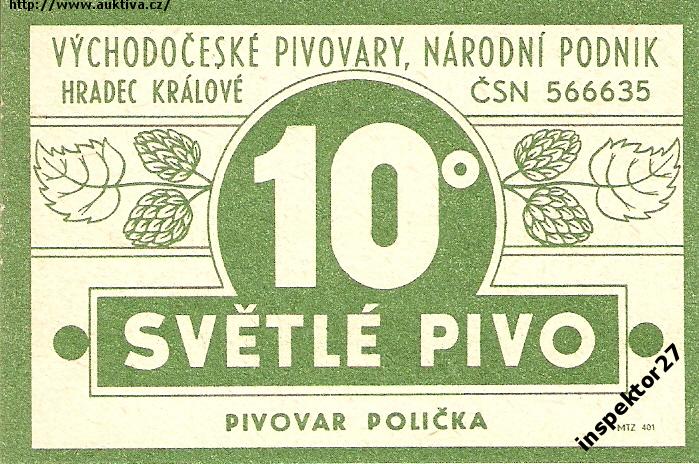 http://www.auktiva.cz/
VÝCHODOČESKÉ PIVOVARY, NÁRODNÍ PODNIK
HRADEC KRÁLOVÉ ČSN 566635
10°
SVĚTLÉ PIVO
PIVOVAR POLIČKA
MTZ 401
inspektor27